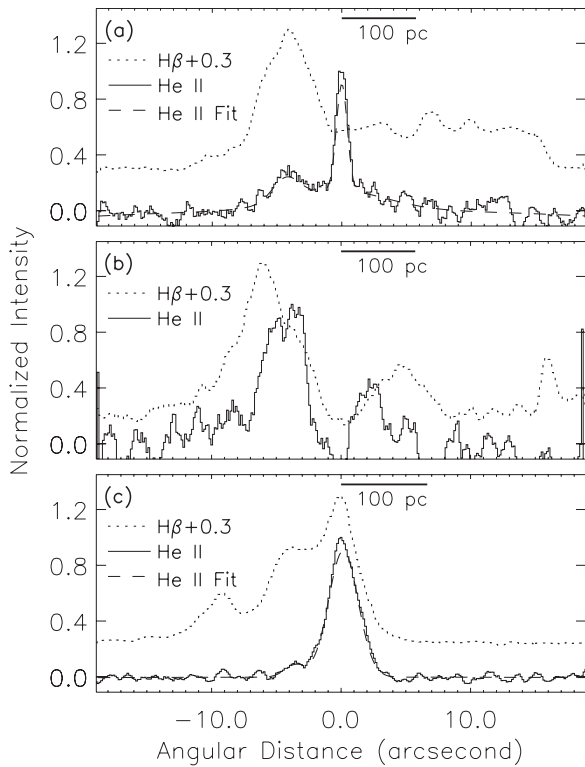 (a)
100 pc
Hβ+0.3
He II
He II Fit
1.2
0.8
0.4
0.0
(b)
100 pc
Hβ+0.3
He II
1.2
0.8
0.4
0.0
Normalized Intensity
(c)
100 pc
Hβ+0.3
He II
He II Fit
1.2
0.8
0.4
0.0
−10.0 0.0 10.0
Angular Distance (arcsecond)